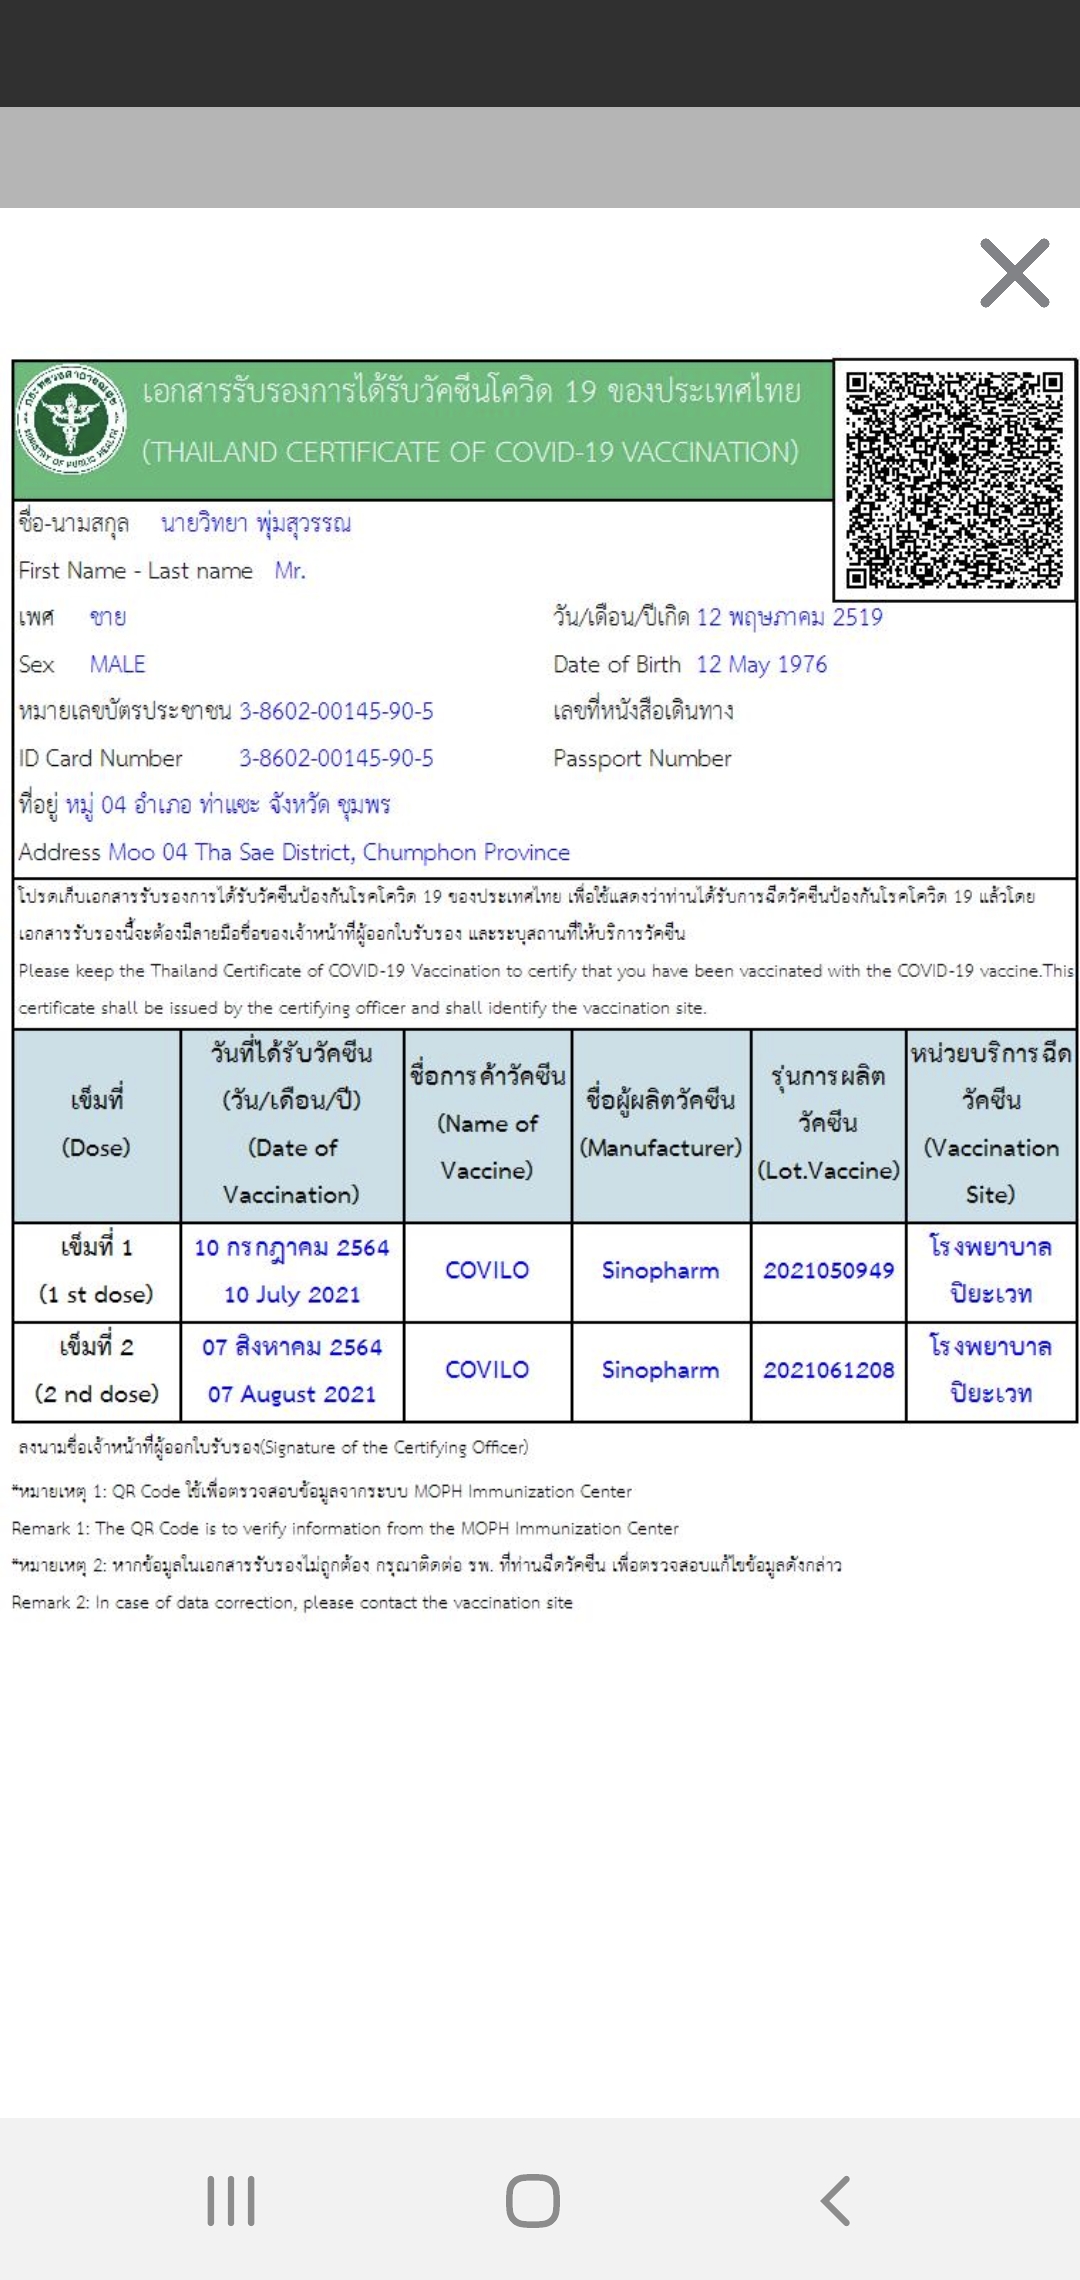 เอกสารรับรองการได้รับวัคซีนโควิด 19 ของประเทศไทย
(THAILAND CERTIFICATE OF COVID-19 VACCINATION)
กระทรวงสาธารณสุข
MINISTRY OF PUBLIC HEALTH
ชื่อ-นามสกุล นายวิทยา พุ่มสุวรรณ
First Name - Last name Mr.
เพศ ชาย วัน/เดือน/ปีเกิด 12 พฤษภาคม 2519
Sex MALE Date of Birth 12 May 1976
หมายเลขบัตรประชาชน 3-8602-00145-90-5 เลขที่หนังสือเดินทาง
ID Card Number 3-8602-00145-90-5 Passport Number
ที่อยู่ หมู่ 04 อำเภอ ท่าแซะ จังหวัด ชุมพร
Address Moo 04 Tha Sae District, Chumphon Province
โปรดเก็บเอกสารรับรองการได้รับวัคซีนป้องกันโรคโควิด 19 ของประเทศไทย เพื่อใช้แสดงว่าท่านได้รับการฉีดวัคซีนป้องกันโรคโควิด 19 แล้วโดย
เอกสารรับรองนี้จะต้องมีลายมือชื่อของเจ้าหน้าที่ผู้ออกใบรับรอง และระบุสถานที่ให้บริการวัคซีน
Please keep the Thailand Certificate of COVID-19 Vaccination to certify that you have been vaccinated with the COVID-19 vaccine.This
certificate shall be issued by the certifying officer and shall identify the vaccination site.
เข็มที่
(Dose)
วันที่ได้รับวัคซีน
(วัน/เดือน/ปี)
(Date of
Vaccination)
ชื่อการค้าวัคซีน
(Name of
Vaccine)
ชื่อผู้ผลิตวัคซีน
(Manufacturer)
รุ่นการผลิต
วัคซีน
(Lot.Vaccine)
หน่วยบริการฉีด
วัคซีน
(Vaccination
Site)
เข็มที่ 1
(1 st dose)
10 กรกฎาคม 2564
10 July 2021
COVILO
Sinopharm
2021050949
โรงพยาบาล
ปิยะเวท
เข็มที่ 2
(2 nd dose)
07 สิงหาคม 2564
07 August 2021
COVILO
Sinopharm
2021061208
โรงพยาบาล
ปิยะเวท
ลงนามชื่อเจ้าหน้าที่ผู้ออกใบรับรอง(Signature of the Certifying Officer)
*หมายเหตุ 1: QR Code ใช้เพื่อตรวจสอบข้อมูลจากระบบ MOPH Immunization Center
Remark 1: The QR Code is to verify information from the MOPH Immunization Center
*หมายเหตุ 2: หากข้อมูลในเอกสารรับรองไม่ถูกต้อง กรุณาติดต่อ รพ. ที่ท่านฉีดวัคซีน เพื่อตรวจสอบแก้ไขข้อมูลดังกล่าว
Remark 2: In case of data correction, please contact the vaccination site